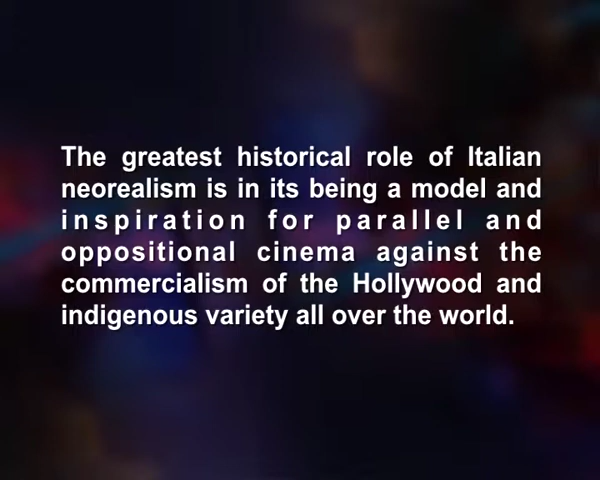 The greatest historical role of Italian
neorealism is in its being a model and
inspiration for parallel and
oppositional cinema against the
commercialism of the Hollywood and
indigenous variety all over the world.